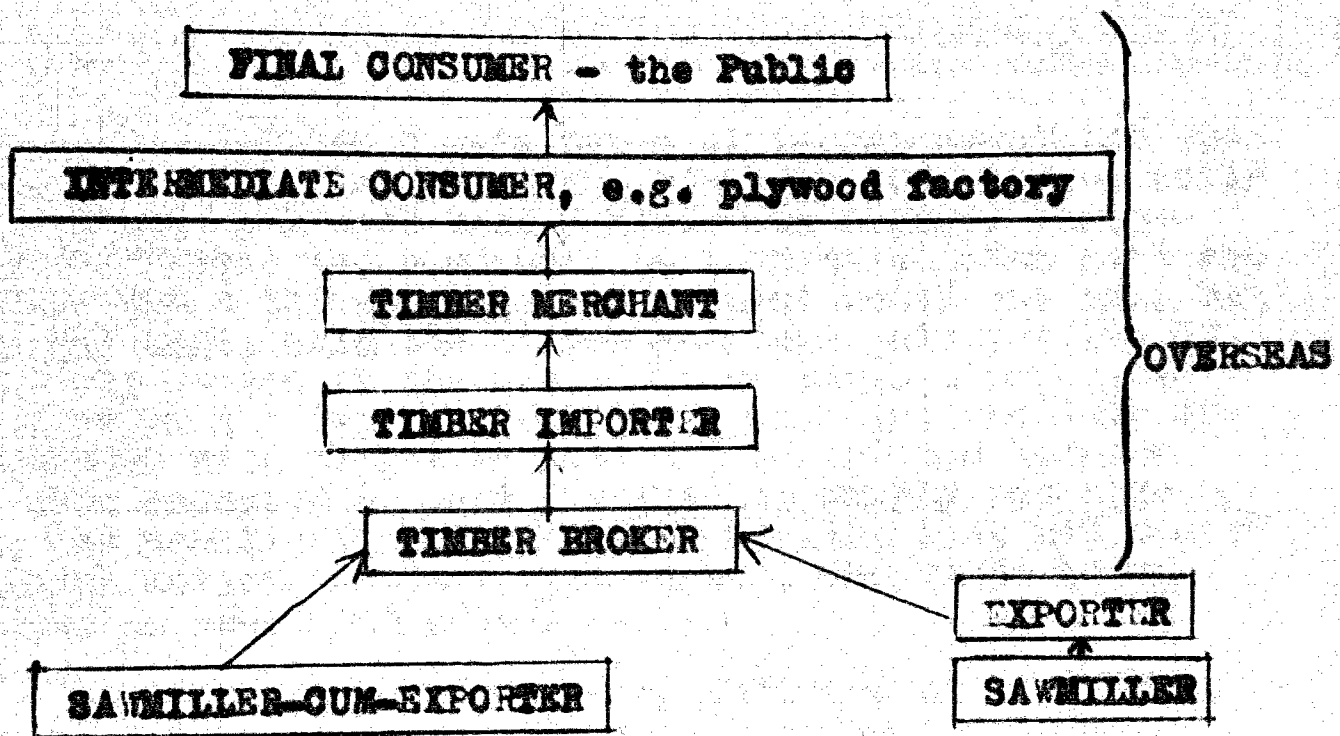 FINAL CONSUMER - the Public
INTERMEDIATE CONSUMER, e.g. plywood factory
TIMBER MERCHANT
OVERSEAS
TIMBER IMPORTER
TIMBER BROKER
EXPORTER
SAWMILLER-CUM-EXPORTER
SAWMILLER